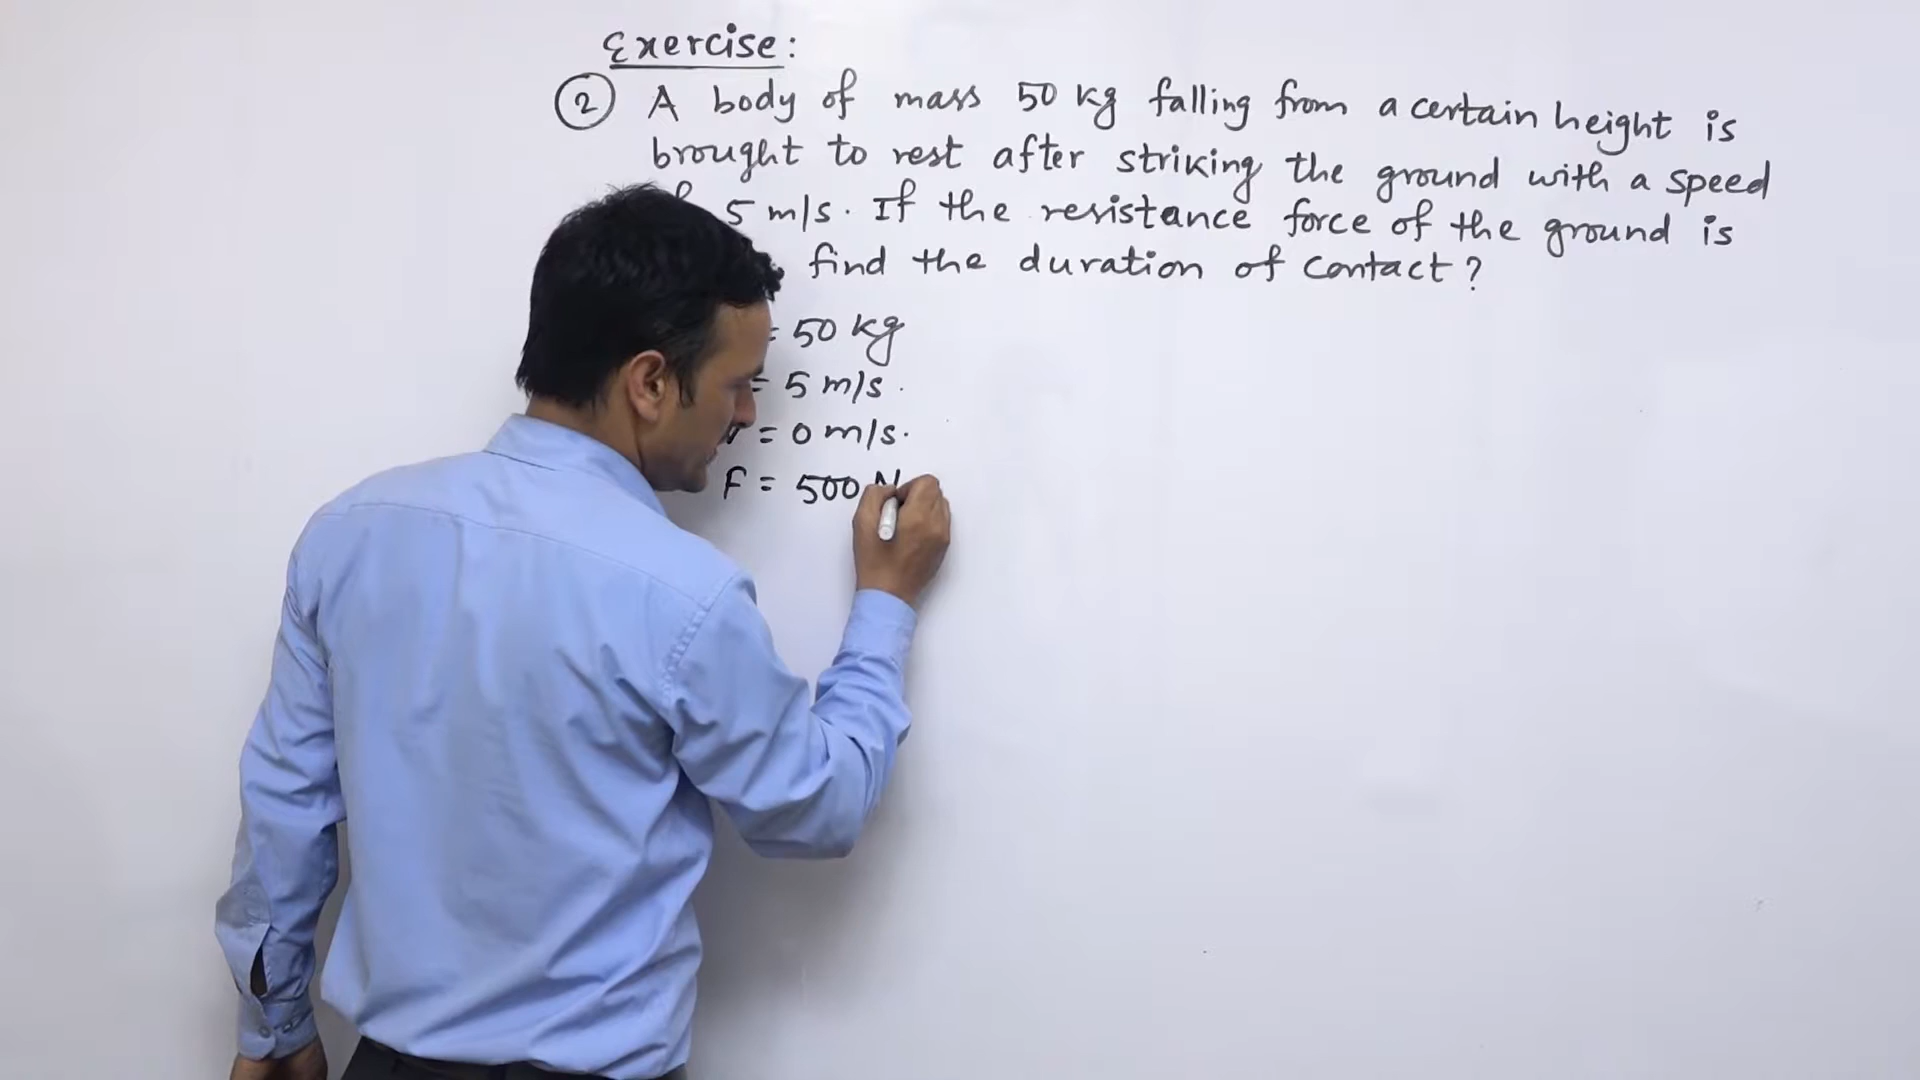 Exercise:
② A body of mass 50 kg falling from a certain height is
brought to rest after striking the ground with a speed
5 m/s. If the resistance force of the ground is
find the duration of contact?
= 50 kg
= 5 m/s.
= 0 m/s.
F = 500 N